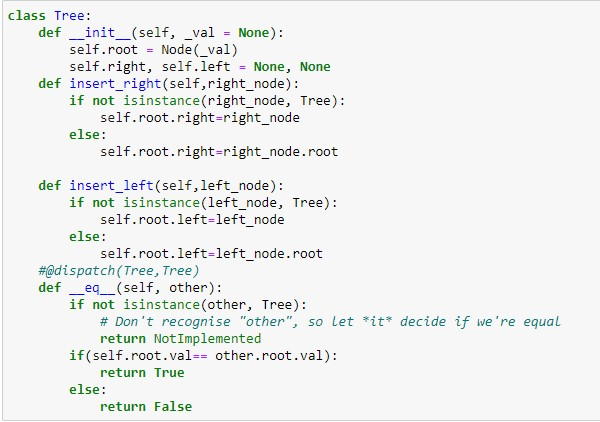 class Tree:
    def __init__(self, _val = None):
        self.root = Node(_val)
        self.right, self.left = None, None
    def insert_right(self,right_node):
        if not isinstance(right_node, Tree):
            self.root.right=right_node
        else:
            self.root.right=right_node.root

    def insert_left(self,left_node):
        if not isinstance(left_node, Tree):
            self.root.left=left_node
        else:
            self.root.left=left_node.root
    #@dispatch(Tree,Tree)
    def __eq__(self, other):
        if not isinstance(other, Tree):
            # Don't recognise "other", so let *it* decide if we're equal
            return NotImplemented
        if(self.root.val== other.root.val):
            return True
        else:
            return False